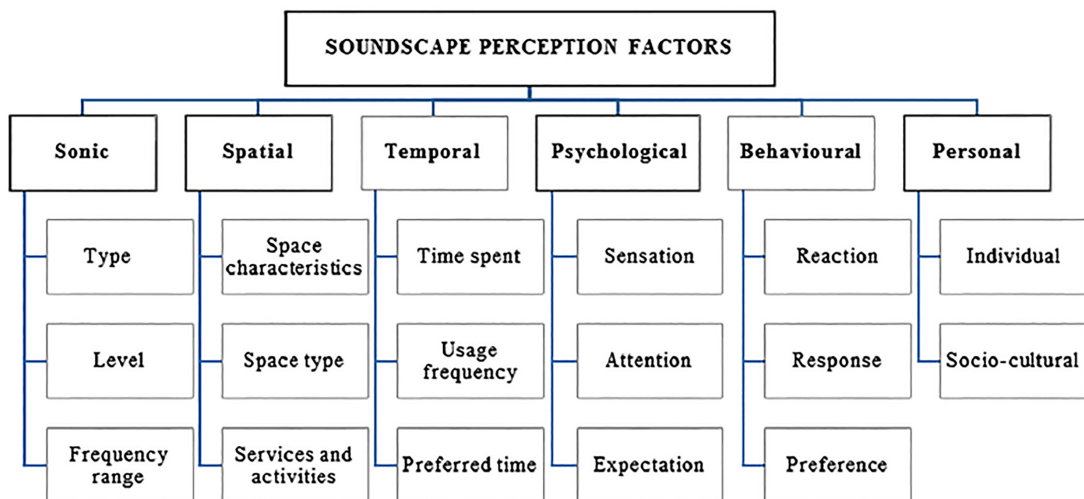 SOUNDSCAPE PERCEPTION FACTORS
Sonic
Spatial
Temporal
Psychological
Behavioural
Personal
Type
Space
characteristics
Time spent
Sensation
Reaction
Individual
Level
Space type
Usage
frequency
Attention
Response
Socio-cultural
Frequency
range
Services and
activities
Preferred time
Expectation
Preference